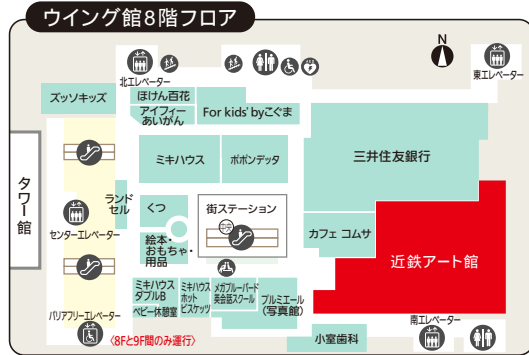 ウイング館8階フロア
N
北エレベーター
東エレベーター
ズッソキッズ
ほけん百花
アイフィー
あいがん
For kids' byこぐま
ミキハウス
ポポンデッタ
三井住友銀行
タワー館
ランド
セル
くつ
街ステーション
センターエレベーター
絵本・
おもちゃ・
用品
カフェ コムサ
近鉄アート館
ミキハウス
ダブルB
ミキハウス
ホット
ビスケッツ
メガブルーバード
英会話スクール
プルミエール
(写真館)
ベビー休憩室
バリアフリーエレベーター
〈8Fと9F間のみ運行〉
小室歯科
南エレベーター